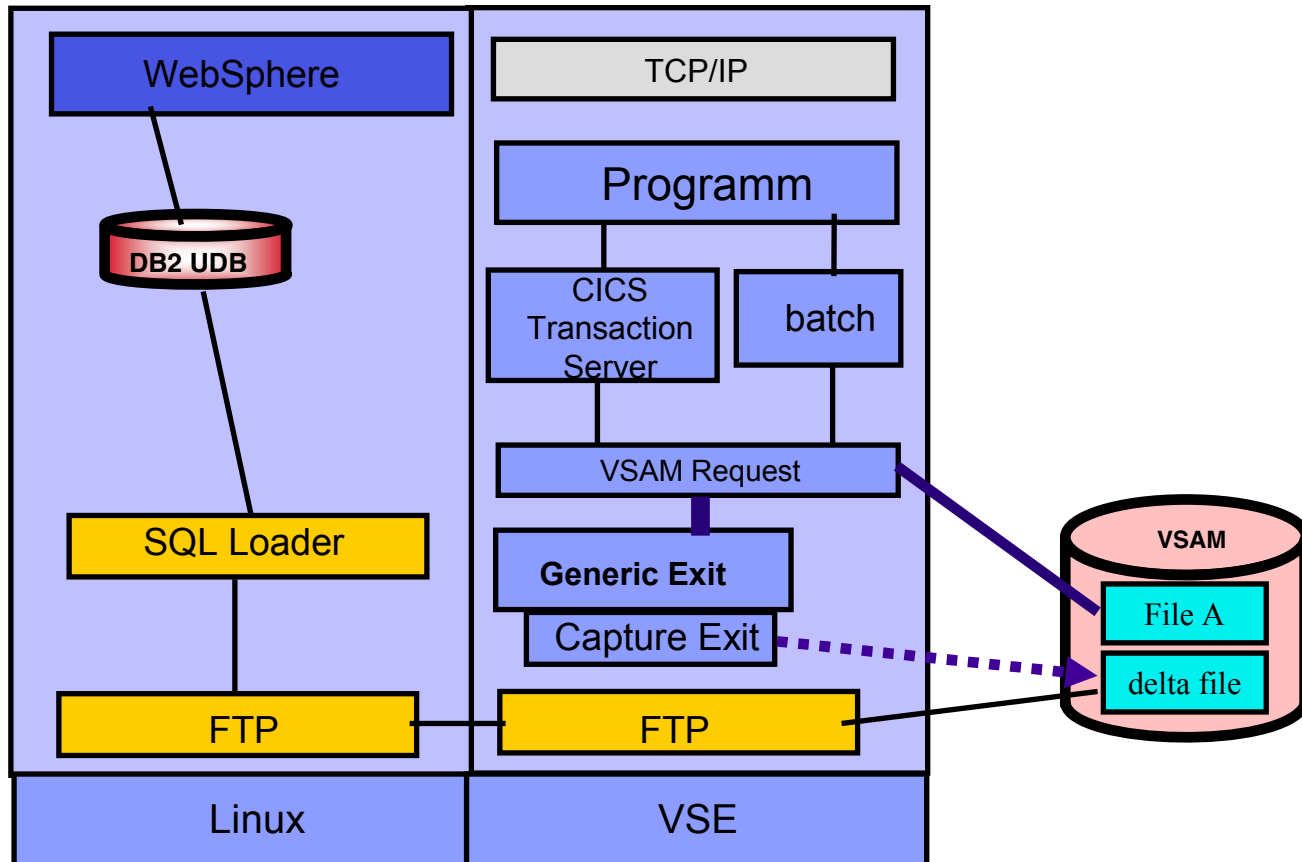 WebSphere
DB2 UDB
SQL Loader
FTP
Linux
TCP/IP
Programm
CICS
Transaction
Server
batch
VSAM Request
Generic Exit
Capture Exit
FTP
VSE
VSAM
File A
delta file